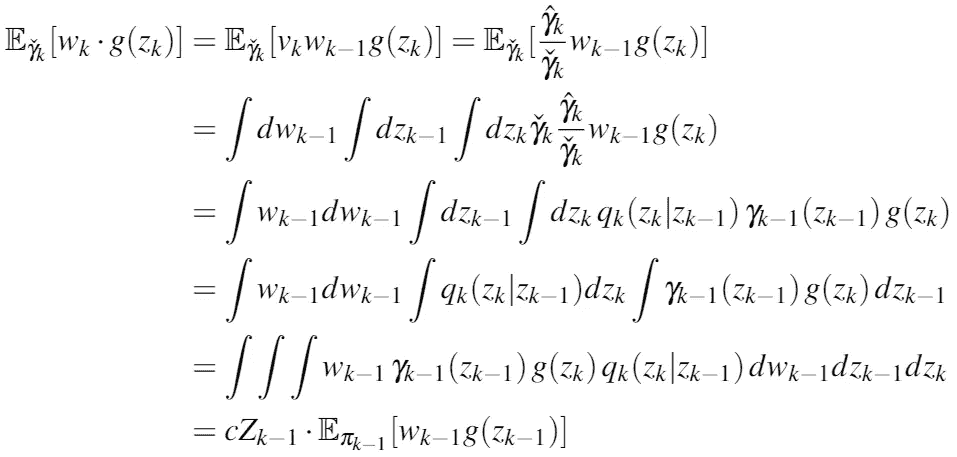 \mathbb{E}_{\check{\gamma}_k}[w_k \cdot g(z_k)] = \mathbb{E}_{\check{\gamma}_k}[v_k w_{k-1} g(z_k)] = \mathbb{E}_{\check{\gamma}_k}[\frac{\hat{\gamma}_k}{\check{\gamma}_k} w_{k-1} g(z_k)]
= \int dw_{k-1} \int dz_{k-1} \int dz_k \check{\gamma}_k \frac{\hat{\gamma}_k}{\check{\gamma}_k} w_{k-1} g(z_k)
= \int w_{k-1} dw_{k-1} \int dz_{k-1} \int dz_k \, q_k(z_k|z_{k-1}) \, \gamma_{k-1}(z_{k-1}) \, g(z_k)
= \int w_{k-1} dw_{k-1} \int q_k(z_k|z_{k-1}) dz_k \int \gamma_{k-1}(z_{k-1}) \, g(z_k) \, dz_{k-1}
= \int \int \int w_{k-1} \, \gamma_{k-1}(z_{k-1}) \, g(z_k) \, q_k(z_k|z_{k-1}) \, dw_{k-1} dz_{k-1} dz_k
= cZ_{k-1} \cdot \mathbb{E}_{\pi_{k-1}}[w_{k-1} g(z_{k-1})]